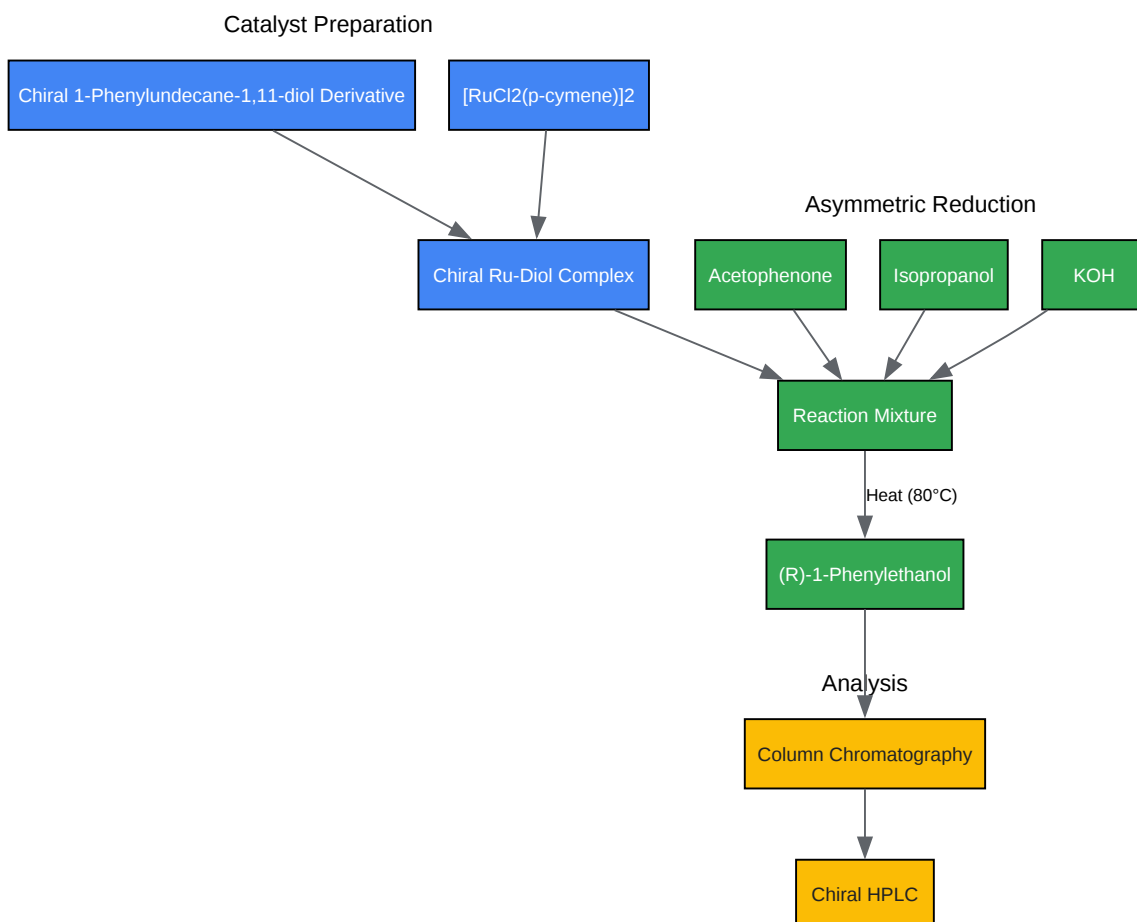 Catalyst Preparation
Chiral 1-Phenylundecane-1,11-diol Derivative
[RuCl2(p-cymene)]2
Asymmetric Reduction
Chiral Ru-Diol Complex
Acetophenone
Isopropanol
KOH
Reaction Mixture
Heat (80°C)
(R)-1-Phenylethanol
Analysis
Column Chromatography
Chiral HPLC